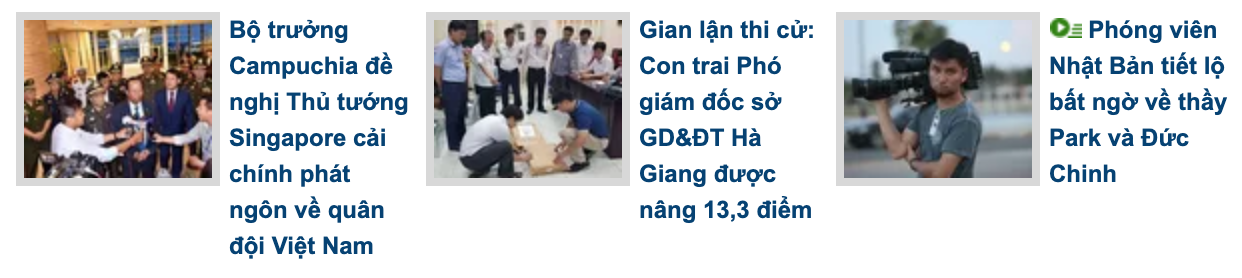 Bộ trưởng
Campuchia đề
nghị Thủ tướng
Singapore cải
chính phát
ngôn về quân
đội Việt Nam
Gian lận thi cử:
Con trai Phó
giám đốc sở
GD&ĐT Hà
Giang được
nâng 13,3 điểm
Phóng viên
Nhật Bản tiết lộ
bất ngờ về thầy
Park và Đức
Chinh